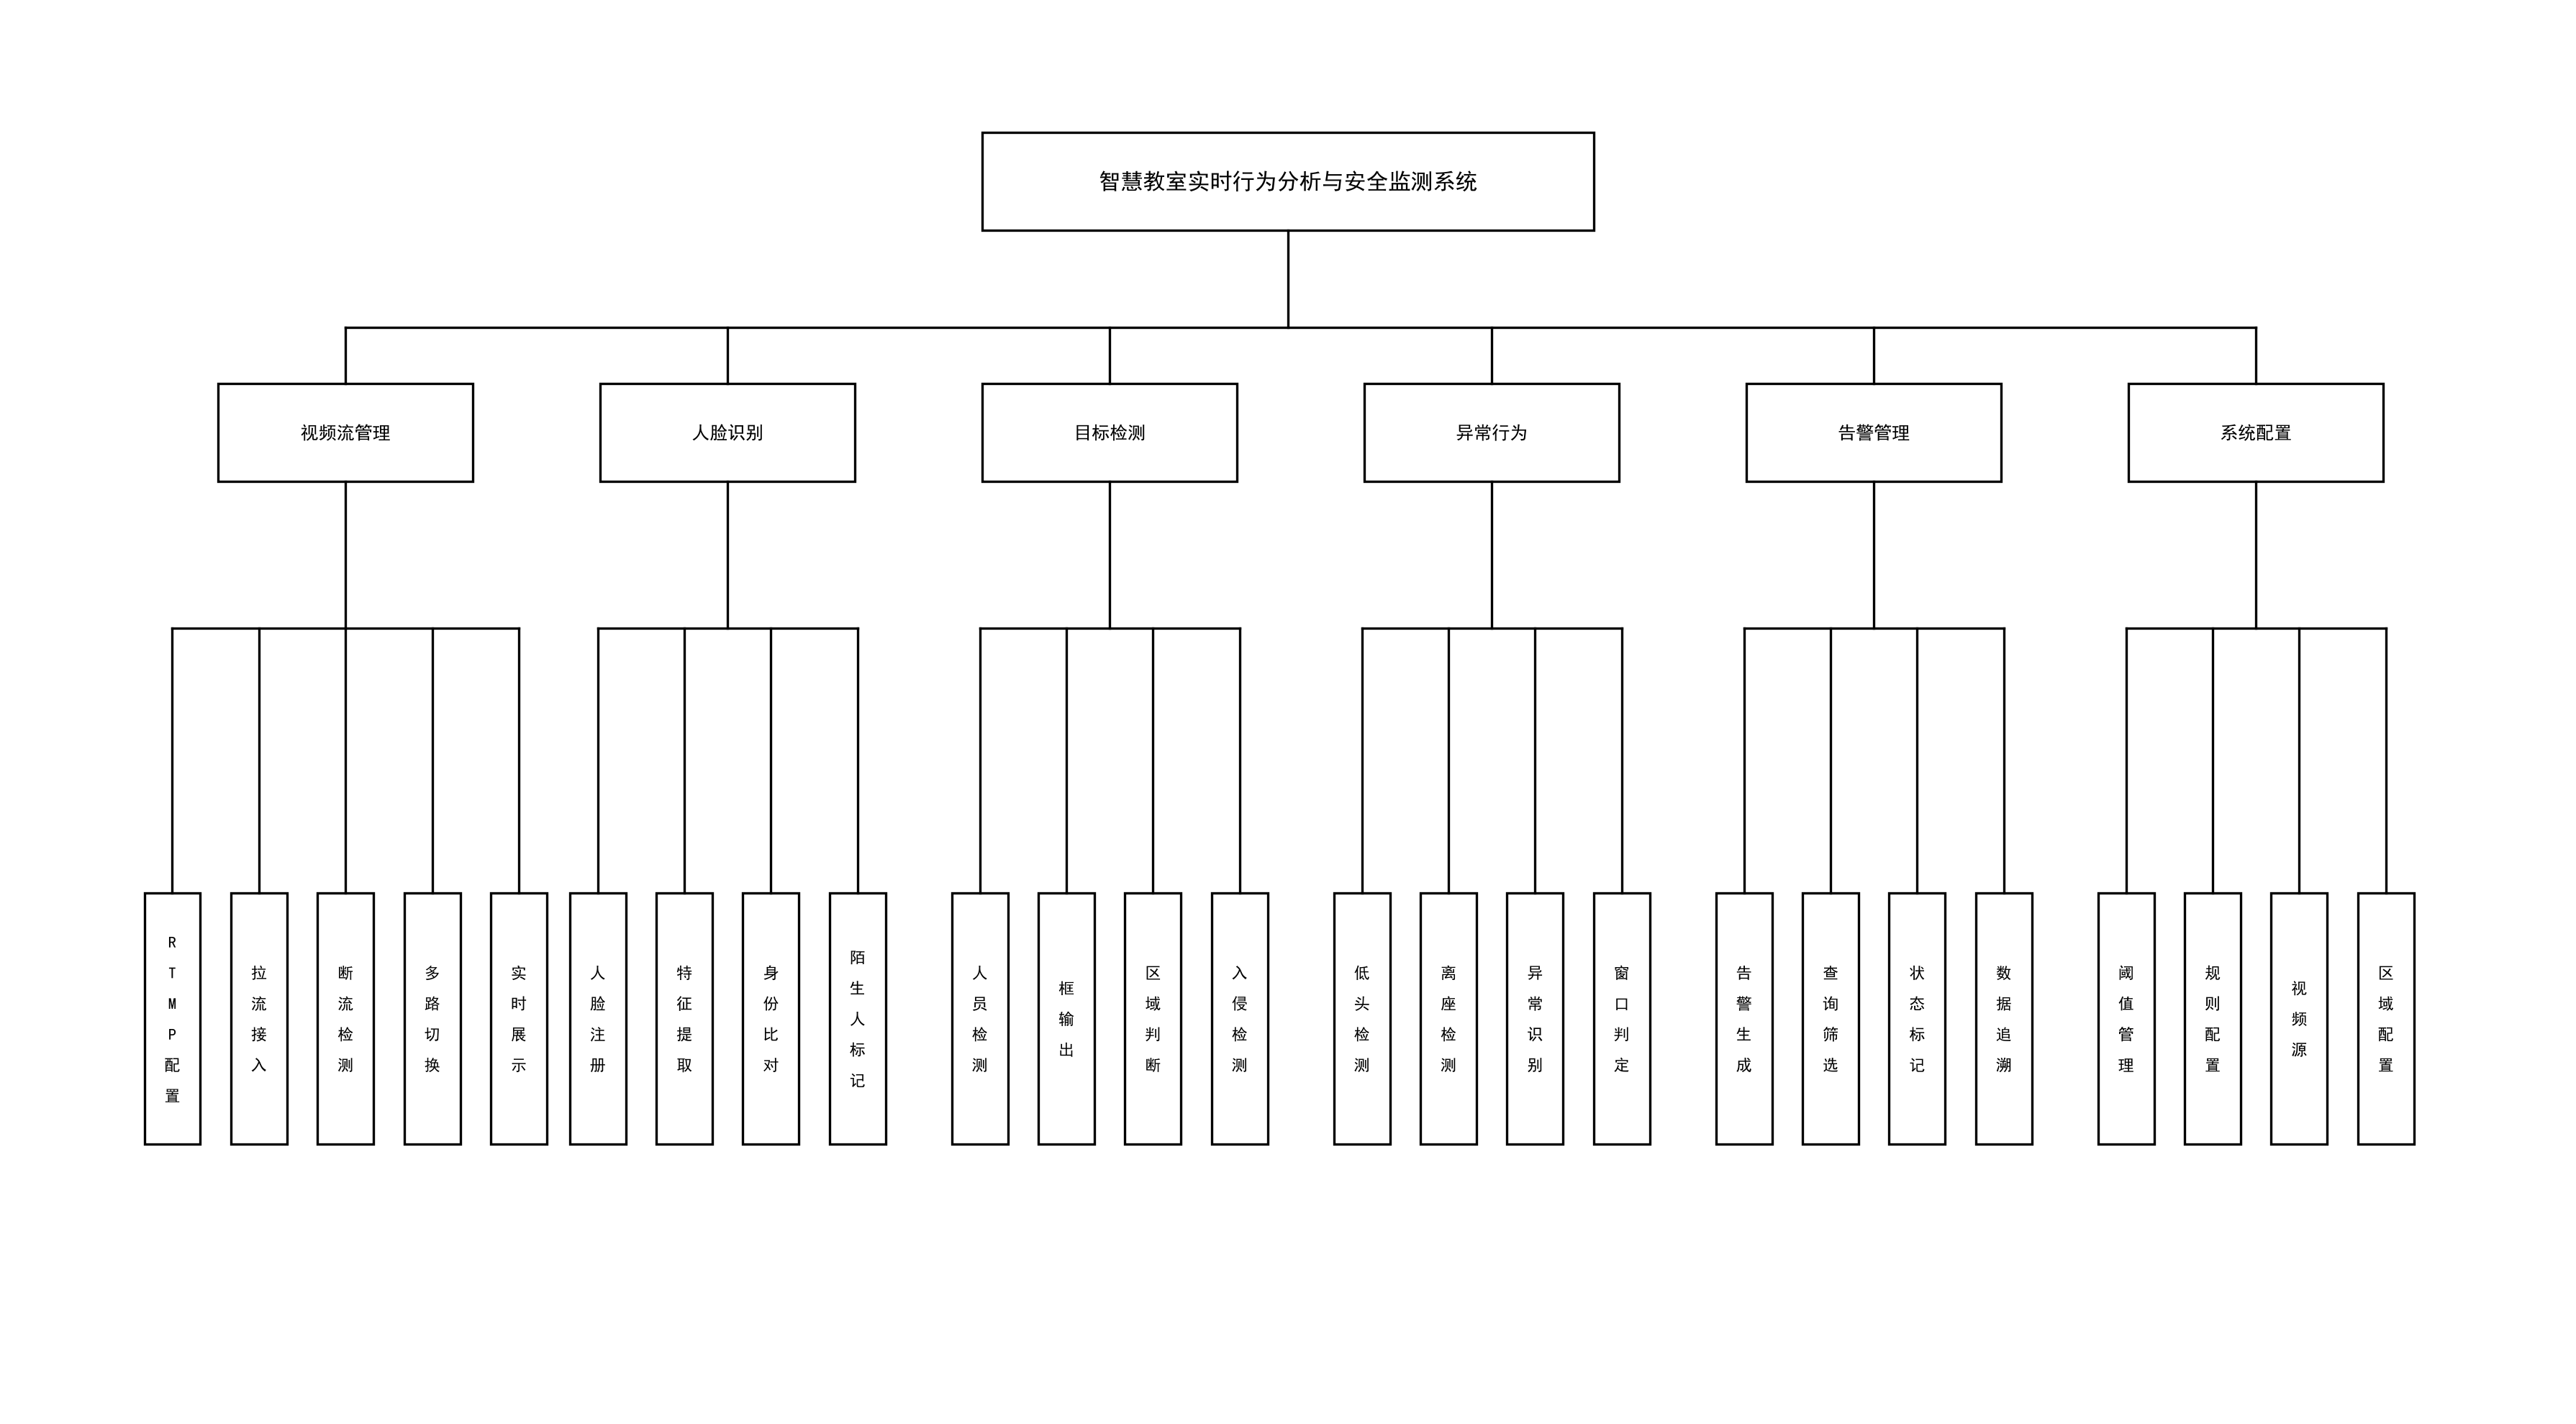 智慧教室实时行为分析与安全监测系统
视频流管理
人脸识别
目标检测
异常行为
告警管理
系统配置
RTMP配置
拉流接入
断流检测
多路切换
实时展示
人脸注册
特征提取
身份比对
陌生人标记
人员检测
框输出
区域判断
入侵检测
低头检测
离座检测
异常识别
窗口判定
告警生成
查询筛选
状态标记
数据追溯
阈值管理
规则配置
视频源
区域配置